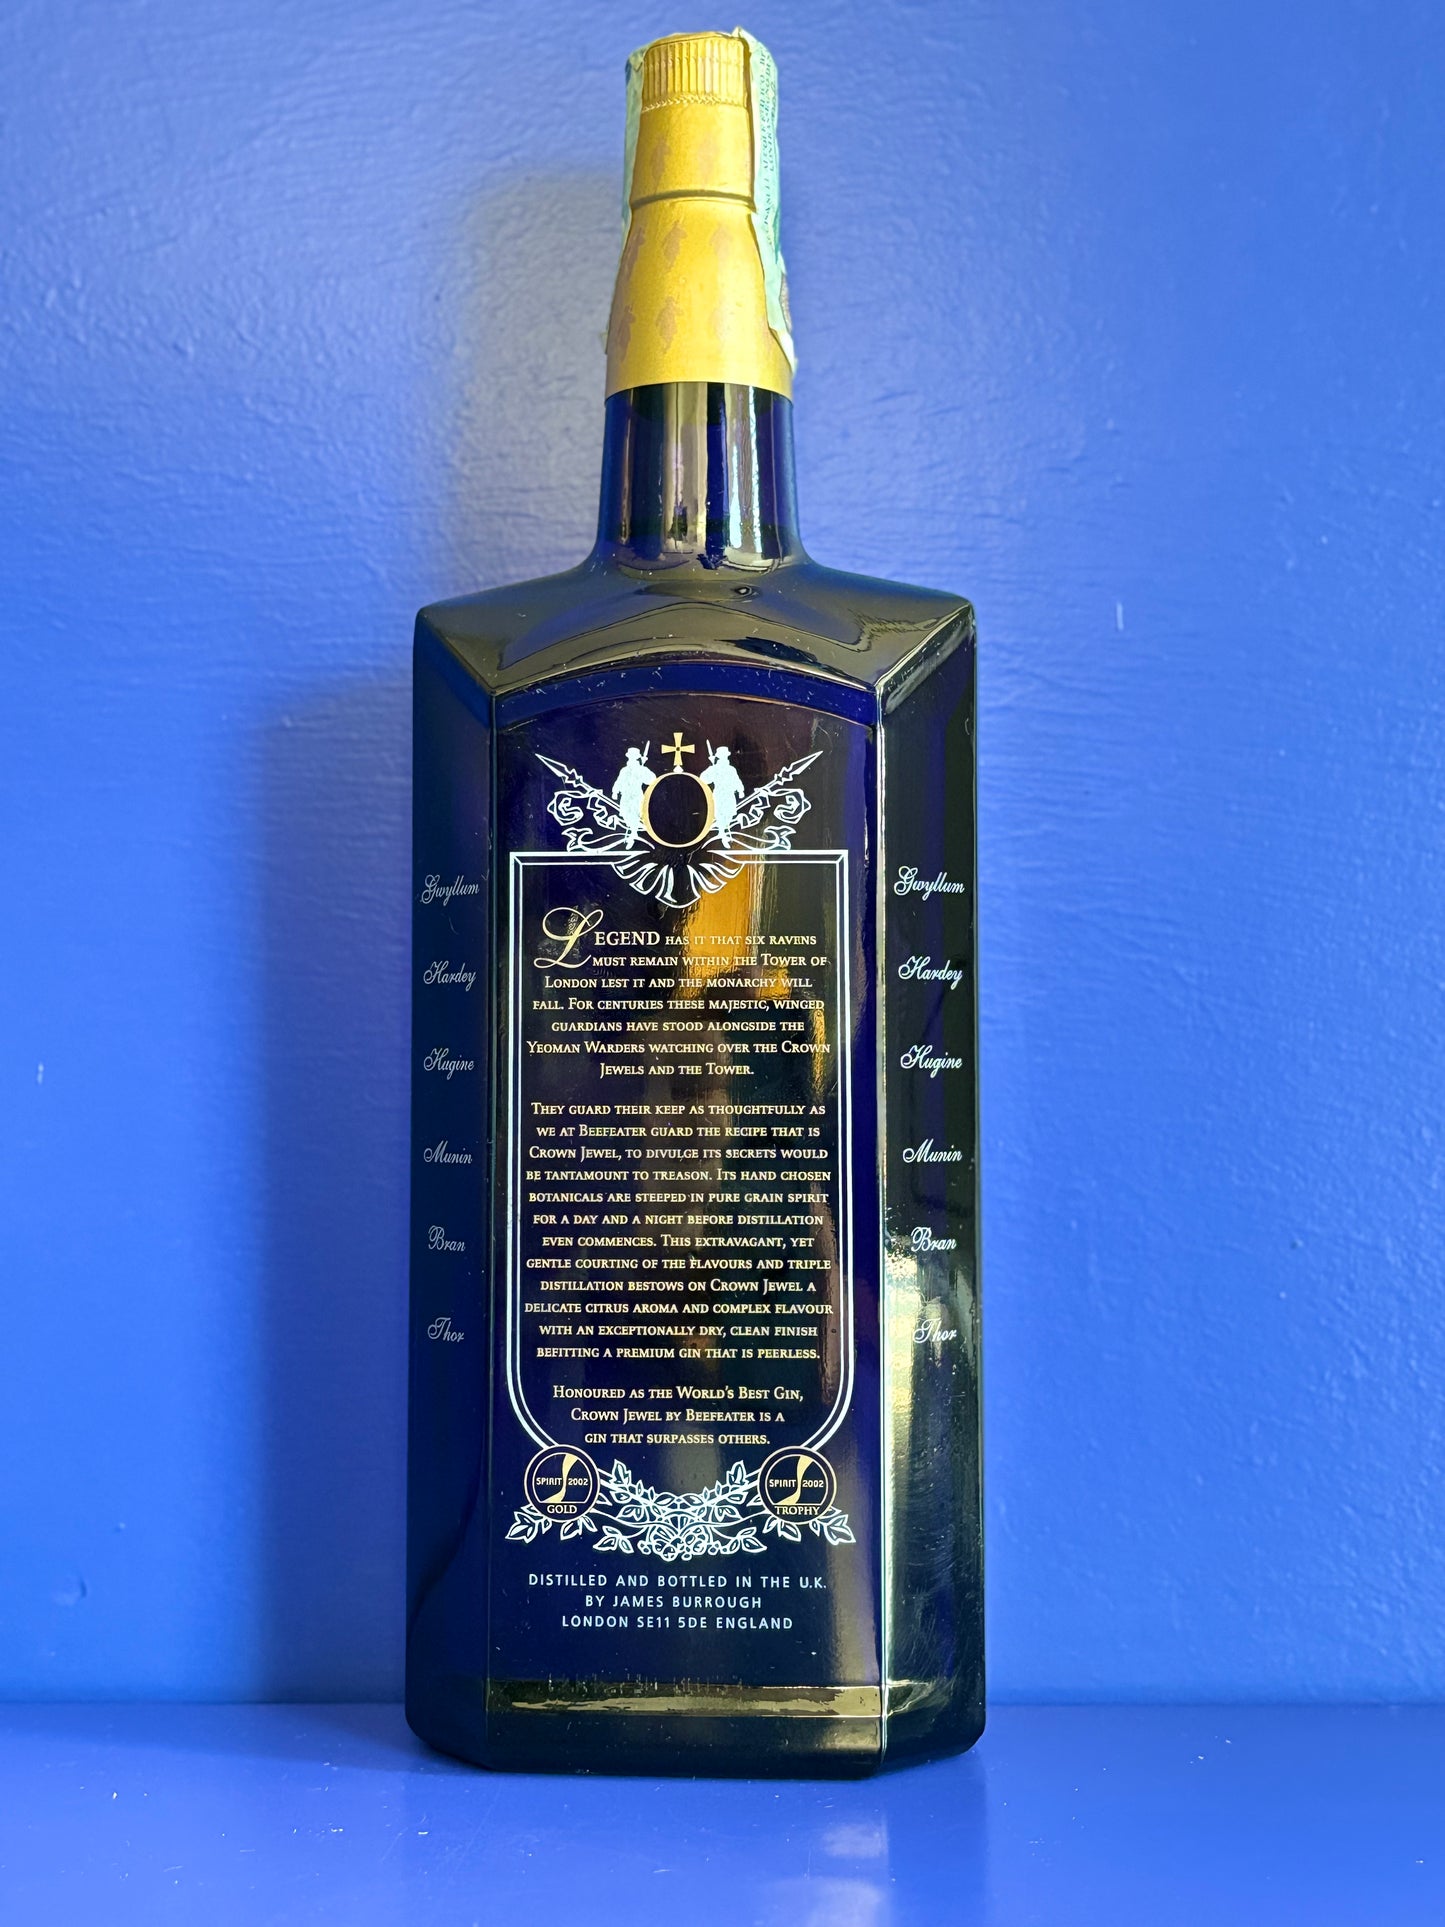 Gwyllum
Hardey
Hugine
Munin
Bran
Thor
LEGEND HAS IT THAT SIX RAVENS
MUST REMAIN WITHIN THE TOWER OF
LONDON LEST IT AND THE MONARCHY WILL
FALL. FOR CENTURIES THESE MAJESTIC, WINGED
GUARDIANS HAVE STOOD ALONGSIDE THE
YEOMAN WARDERS WATCHING OVER THE CROWN
JEWELS AND THE TOWER.
THEY GUARD THEIR KEEP AS THOUGHTFULLY AS
WE AT BEEFEATER GUARD THE RECIPE THAT IS
CROWN JEWEL, TO DIVULGE ITS SECRETS WOULD
BE TANTAMOUNT TO TREASON. ITS HAND CHOSEN
BOTANICALS ARE STEEPED IN PURE GRAIN SPIRIT
FOR A DAY AND A NIGHT BEFORE DISTILLATION
EVEN COMMENCES. THIS EXTRAVAGANT, YET
GENTLE COURTING OF THE FLAVOURS AND TRIPLE
DISTILLATION BESTOWS ON CROWN JEWEL A
DELICATE CITRUS AROMA AND COMPLEX FLAVOUR
WITH AN EXCEPTIONALLY DRY, CLEAN FINISH
BEFITTING A PREMIUM GIN THAT IS PEERLESS.
HONOURED AS THE WORLD'S BEST GIN,
CROWN JEWEL BY BEEFEATER IS A
GIN THAT SURPASSES OTHERS.
SPIRIT 2002
GOLD
SPIRIT 2002
TROPHY
DISTILLED AND BOTTLED IN THE U.K.
BY JAMES BURROUGH
LONDON SE11 5DE ENGLAND
Gwyllum
Hardey
Hugine
Munin
Bran
Thor